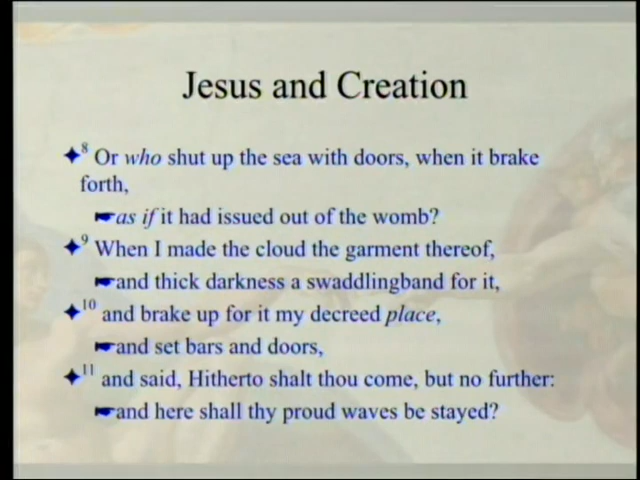 Jesus and Creation
8 Or who shut up the sea with doors, when it brake
forth,
as if it had issued out of the womb?
9 When I made the cloud the garment thereof,
and thick darkness a swaddlingband for it,
10 and brake up for it my decreed place,
and set bars and doors,
11 and said, Hitherto shalt thou come, but no further:
and here shall thy proud waves be stayed?